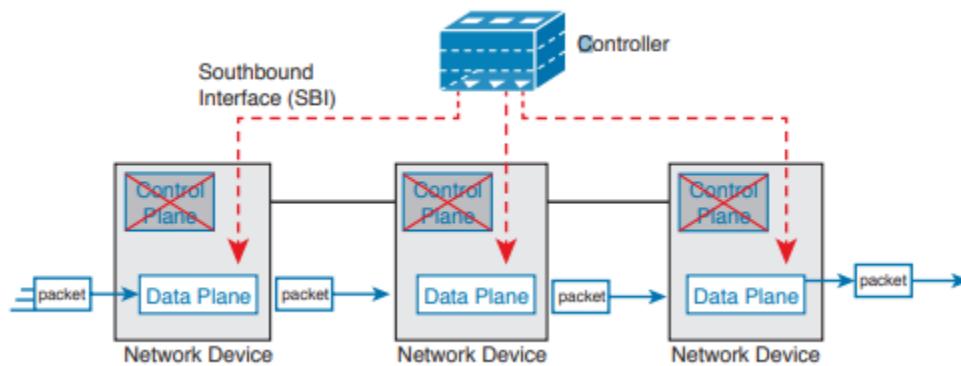 Controller
Southbound
Interface (SBI)
Control
Plane
Control
Plane
Control
Plane
packet
Data Plane
packet
Data Plane
packet
Data Plane
packet
Network Device
Network Device
Network Device